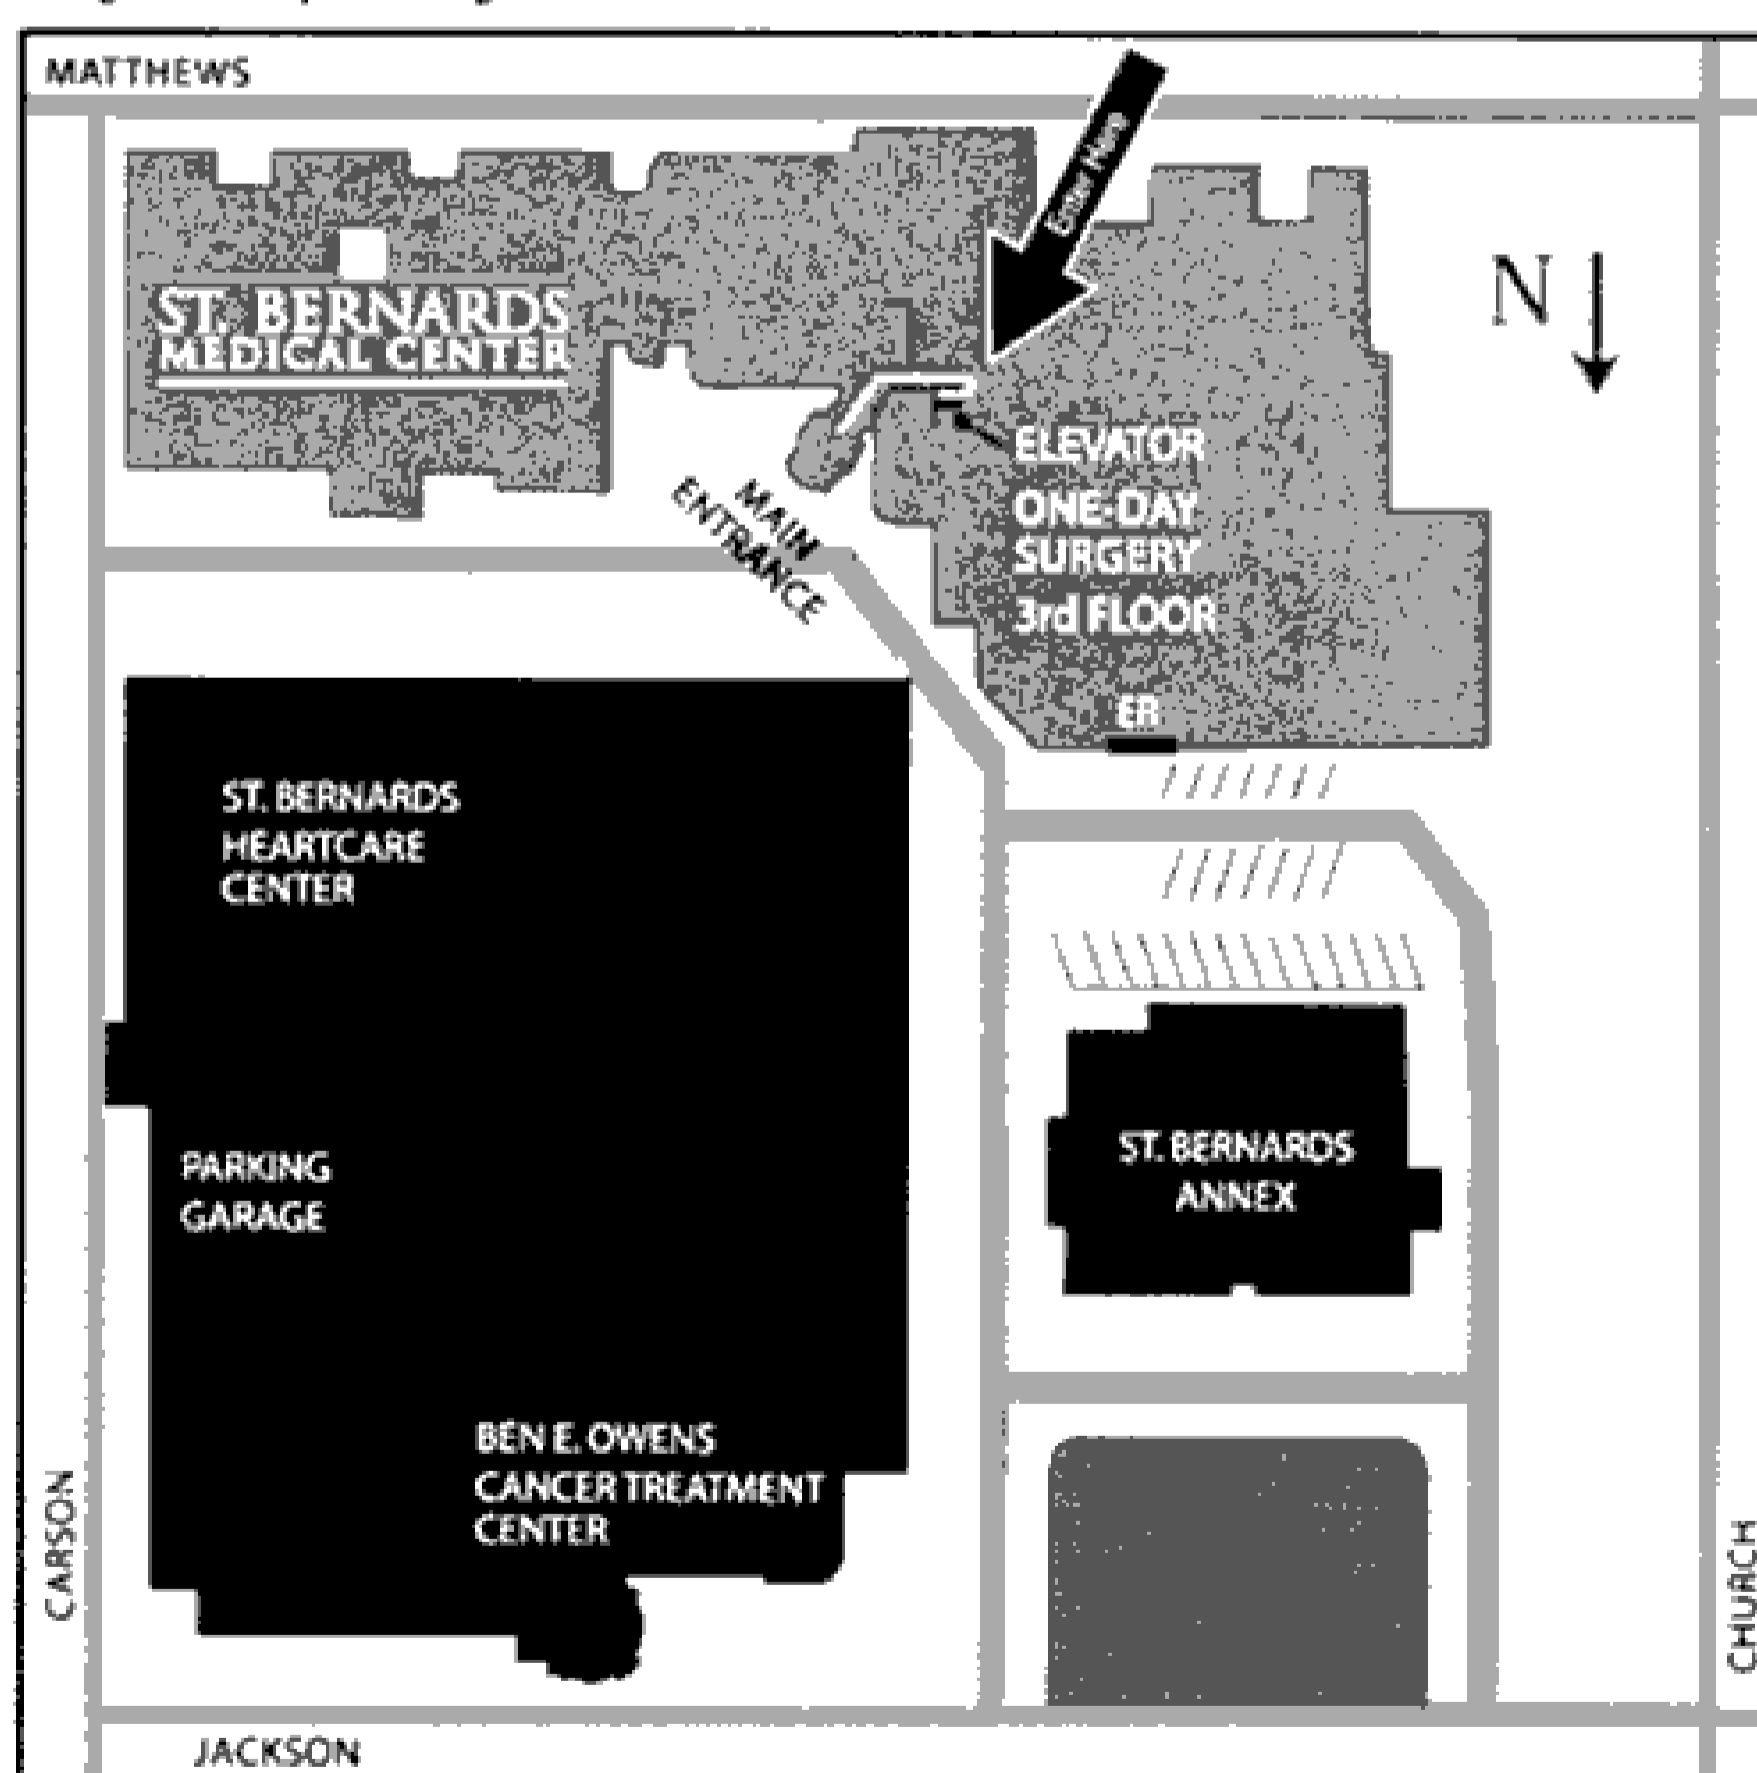 MATTHEWS
Enter Here
N
ST. BERNARDS
MEDICAL CENTER
ELEVATOR
ONE-DAY
SURGERY
3rd FLOOR
MAIN
ENTRANCE
ER
ST. BERNARDS
HEARTCARE
CENTER
PARKING
GARAGE
ST. BERNARDS
ANNEX
BEN E. OWENS
CANCER TREATMENT
CENTER
CARSON
CHURCH
JACKSON